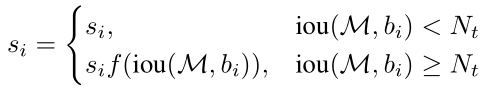 s_i = { s_i, iou(ℳ, b_i) < N_t
s_i f(iou(ℳ, b_i)), iou(ℳ, b_i) ≥ N_t